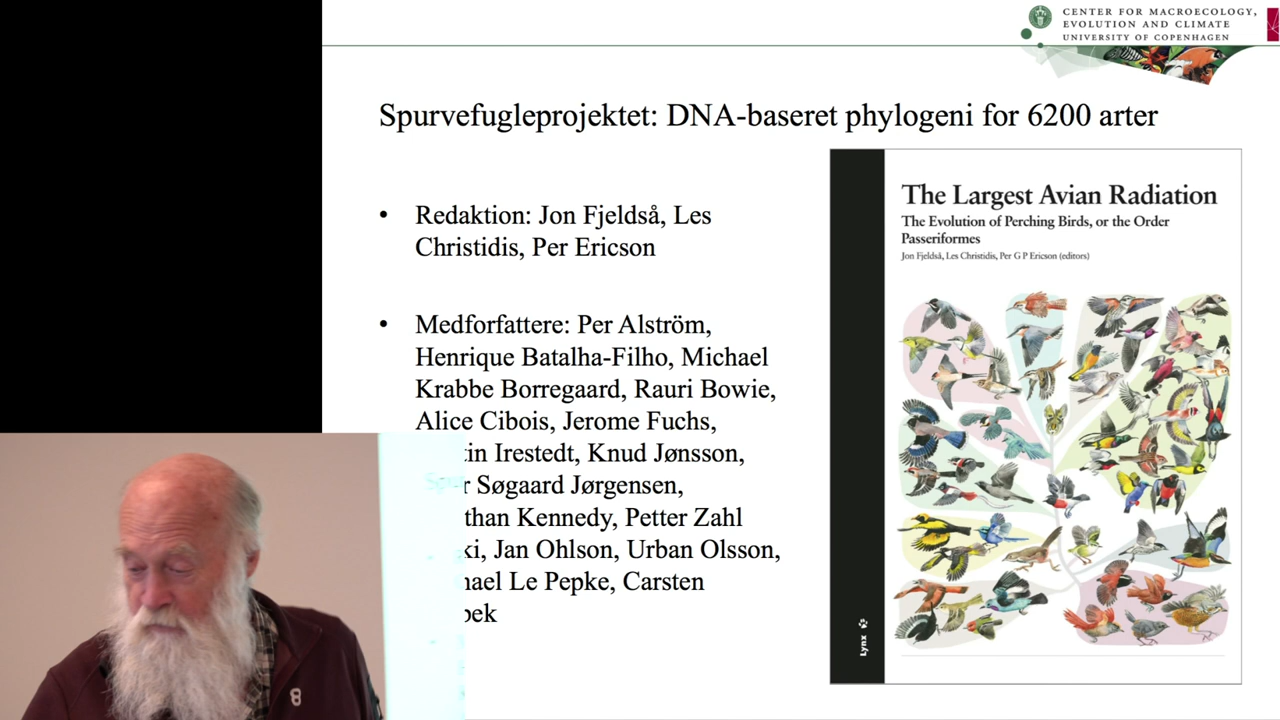 CENTER FOR MACROECOLOGY,
EVOLUTION AND CLIMATE
UNIVERSITY OF COPENHAGEN
Spurvefugleprojektet: DNA-baseret phylogeni for 6200 arter
• Redaktion: Jon Fjeldså, Les
Christidis, Per Ericson
• Medforfattere: Per Alström,
Henrique Batalha-Filho, Michael
Krabbe Borregaard, Rauri Bowie,
Alice Cibois, Jerome Fuchs,
Irestedt, Knud Jønsson,
Søgaard Jørgensen,
Kennedy, Petter Zahl
Jan Ohlson, Urban Olsson,
Le Pepke, Carsten
The Largest Avian Radiation
The Evolution of Perching Birds, or the Order
Passeriformes
Jon Fjeldså, Les Christidis, Per G P Ericson (editors)
Lynx